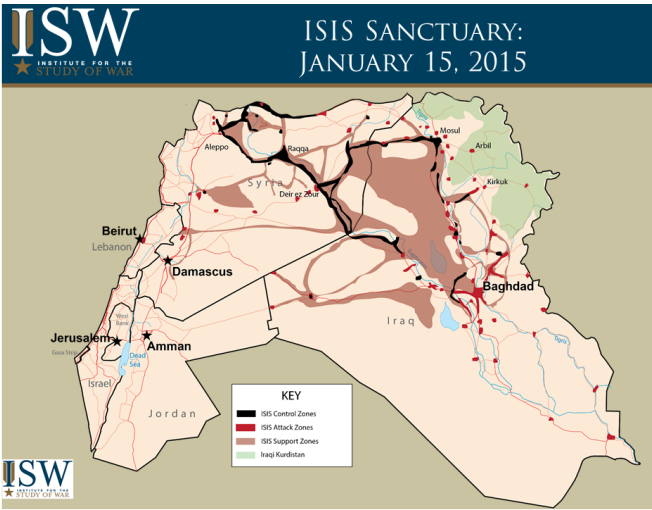 ISW
INSTITUTE FOR THE
STUDY OF WAR
ISIS SANCTUARY:
JANUARY 15, 2015
Mosul
Aleppo
Raqqa
Arbil
Syria
Kirkuk
Deir ez Zour
Beirut
Lebanon
Damascus
Baghdad
West
Bank
Iraq
Jerusalem
Amman
Tigris
Gaza Strip
Dead
Sea
Israel
Jordan
KEY
ISIS Control Zones
ISIS Attack Zones
ISIS Support Zones
Iraqi Kurdistan
ISW
INSTITUTE FOR THE
STUDY OF WAR